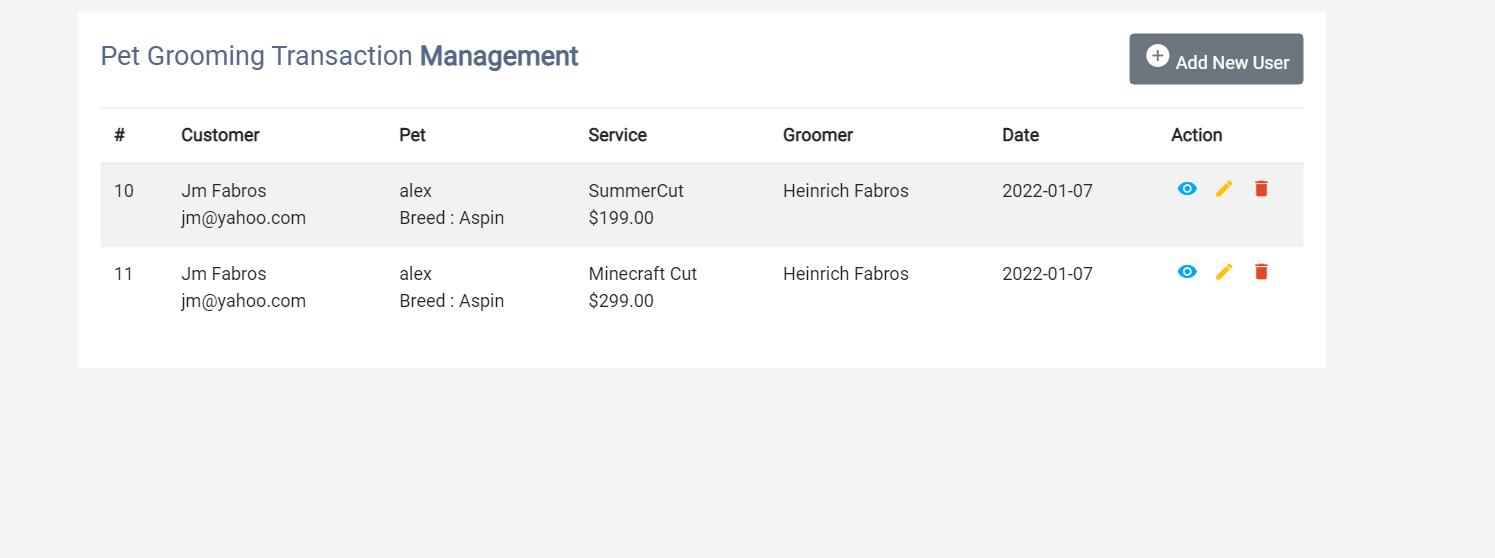 Pet Grooming Transaction Management
Add New User
# Customer Pet Service Groomer Date Action
10 Jm Fabros alex SummerCut Heinrich Fabros 2022-01-07
jm@yahoo.com Breed : Aspin $199.00
11 Jm Fabros alex Minecraft Cut Heinrich Fabros 2022-01-07
jm@yahoo.com Breed : Aspin $299.00